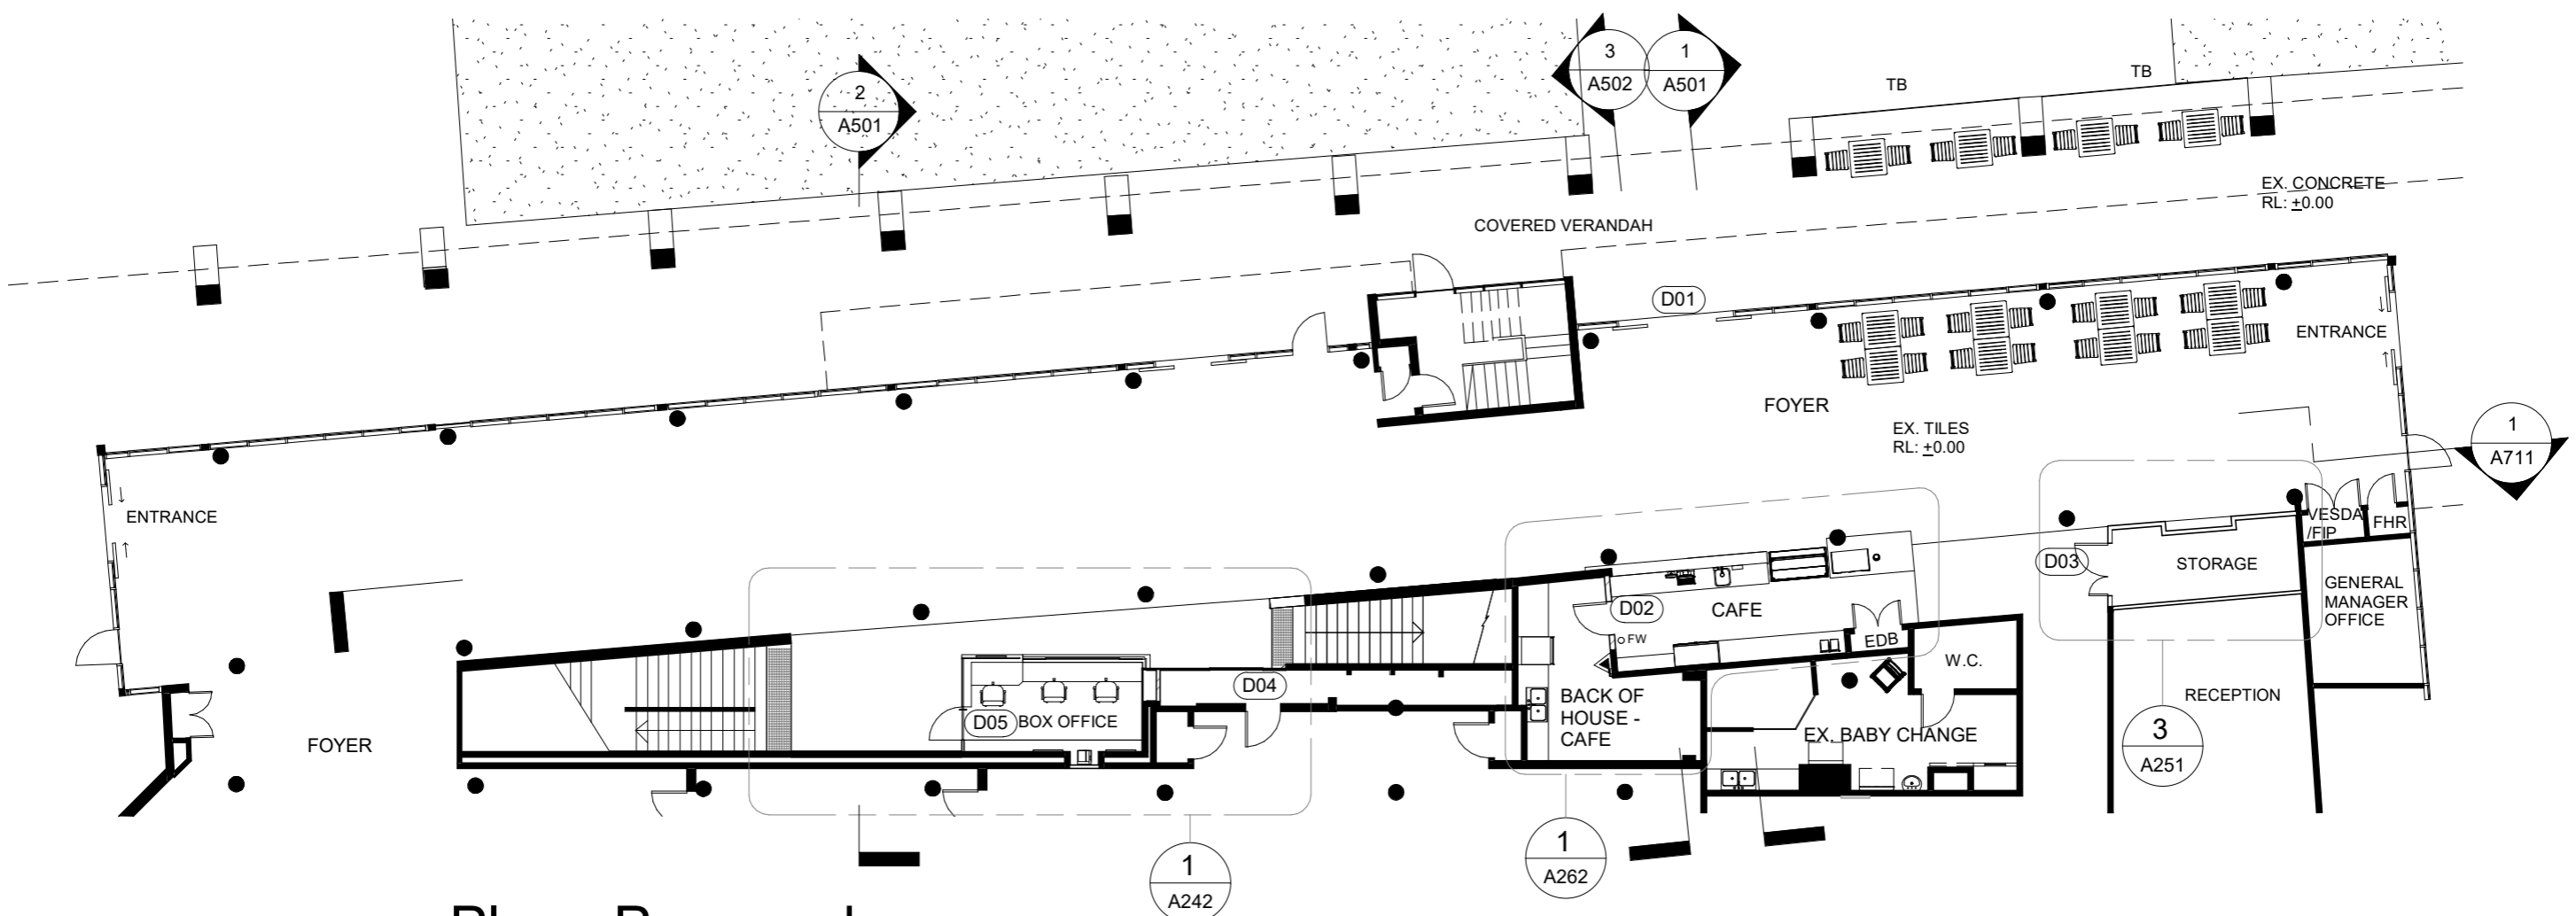 3
A502
1
A501
2
A501
TB
TB
EX. CONCRETE
RL: ±0.00
COVERED VERANDAH
D01
ENTRANCE
FOYER
EX. TILES
RL: ±0.00
1
A711
ENTRANCE
VESDA
/FIP
FHR
D03
STORAGE
GENERAL
MANAGER
OFFICE
D02
CAFE
FW
EDB
W.C.
RECEPTION
D04
D05
BOX OFFICE
BACK OF
HOUSE -
CAFE
EX. BABY CHANGE
FOYER
3
A251
1
A262
1
A242